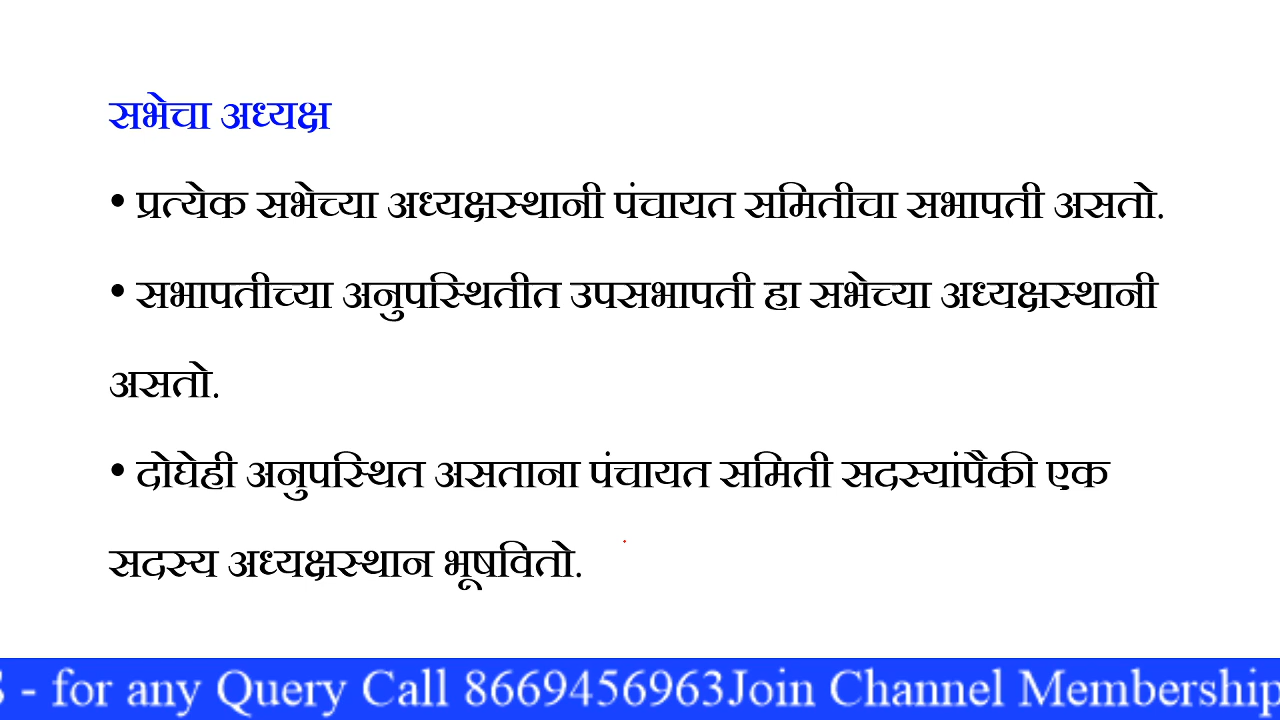 सभेचा अध्यक्ष
• प्रत्येक सभेच्या अध्यक्षस्थानी पंचायत समितीचा सभापती असतो.
• सभापतीच्या अनुपस्थितीत उपसभापती हा सभेच्या अध्यक्षस्थानी
असतो.
• दोघेही अनुपस्थित असताना पंचायत समिती सदस्यांपैकी एक
सदस्य अध्यक्षस्थान भूषवितो.
- for any Query Call 8669456963Join Channel Membership